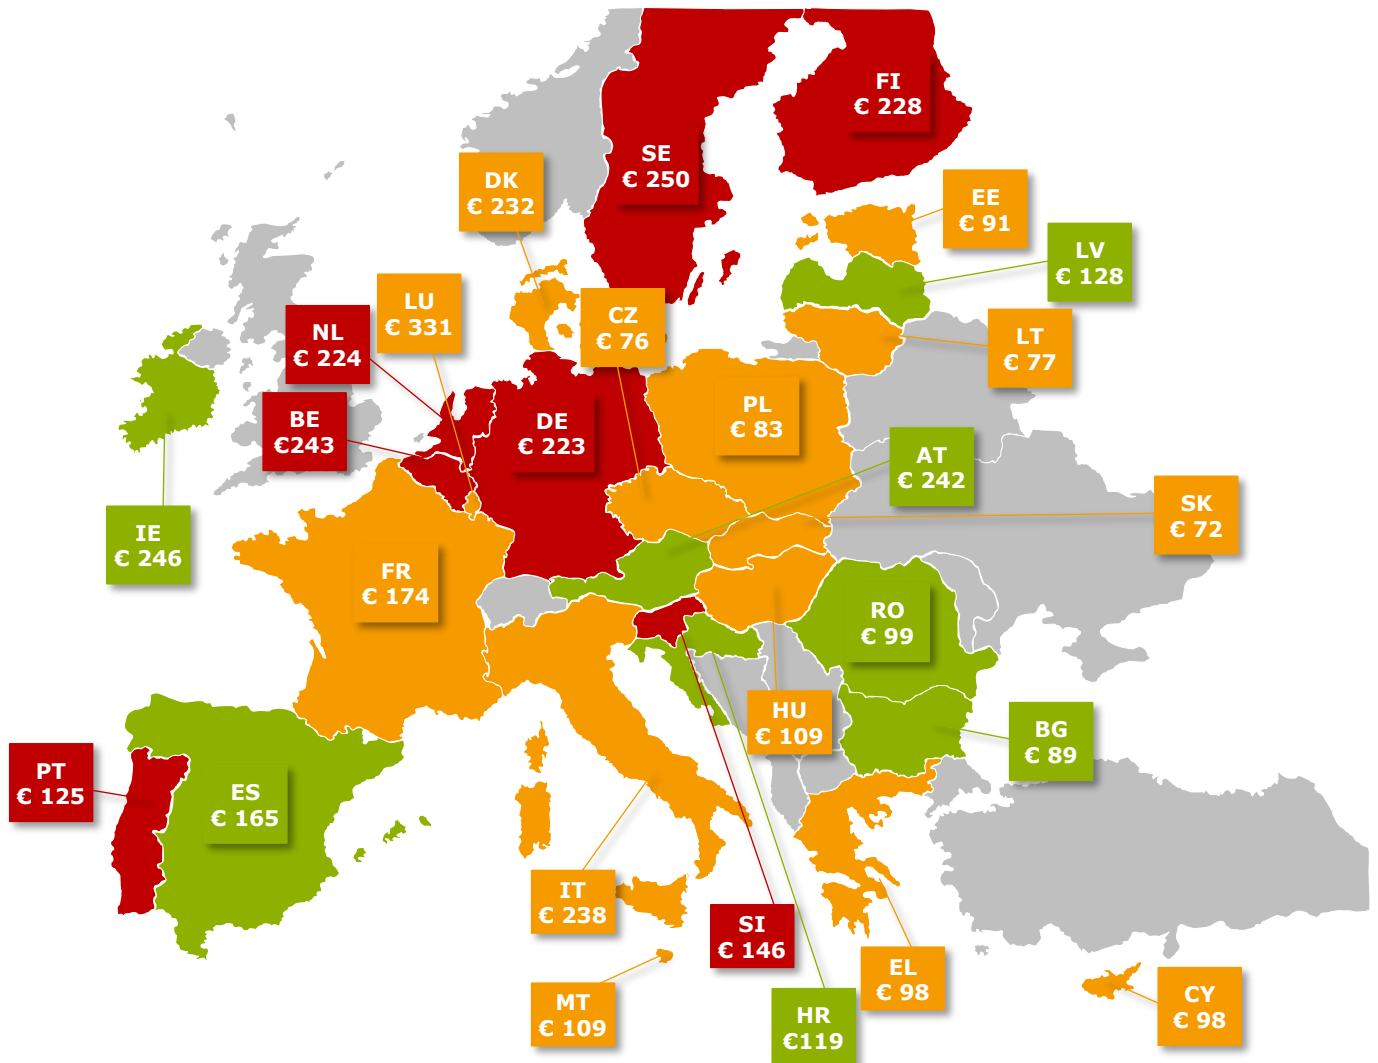 FI
€ 228
SE
€ 250
DK
€ 232
EE
€ 91
LV
€ 128
LU
€ 331
CZ
€ 76
NL
€ 224
LT
€ 77
BE
€243
DE
€ 223
PL
€ 83
AT
€ 242
SK
€ 72
IE
€ 246
FR
€ 174
RO
€ 99
HU
€ 109
BG
€ 89
PT
€ 125
ES
€ 165
IT
€ 238
SI
€ 146
EL
€ 98
CY
€ 98
MT
€ 109
HR
€119